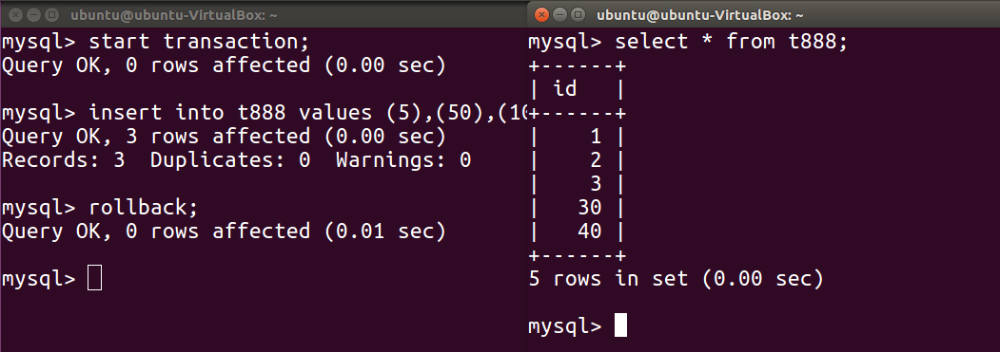 ubuntu@ubuntu-VirtualBox: ~
mysql> start transaction;
Query OK, 0 rows affected (0.00 sec)
mysql> insert into t888 values (5),(50),(10
Query OK, 3 rows affected (0.00 sec)
Records: 3  Duplicates: 0  Warnings: 0
mysql> rollback;
Query OK, 0 rows affected (0.01 sec)
mysql>
ubuntu@ubuntu-VirtualBox: ~
mysql> select * from t888;
+------+
| id   |
+------+
|    1 |
|    2 |
|    3 |
|   30 |
|   40 |
+------+
5 rows in set (0.00 sec)
mysql>